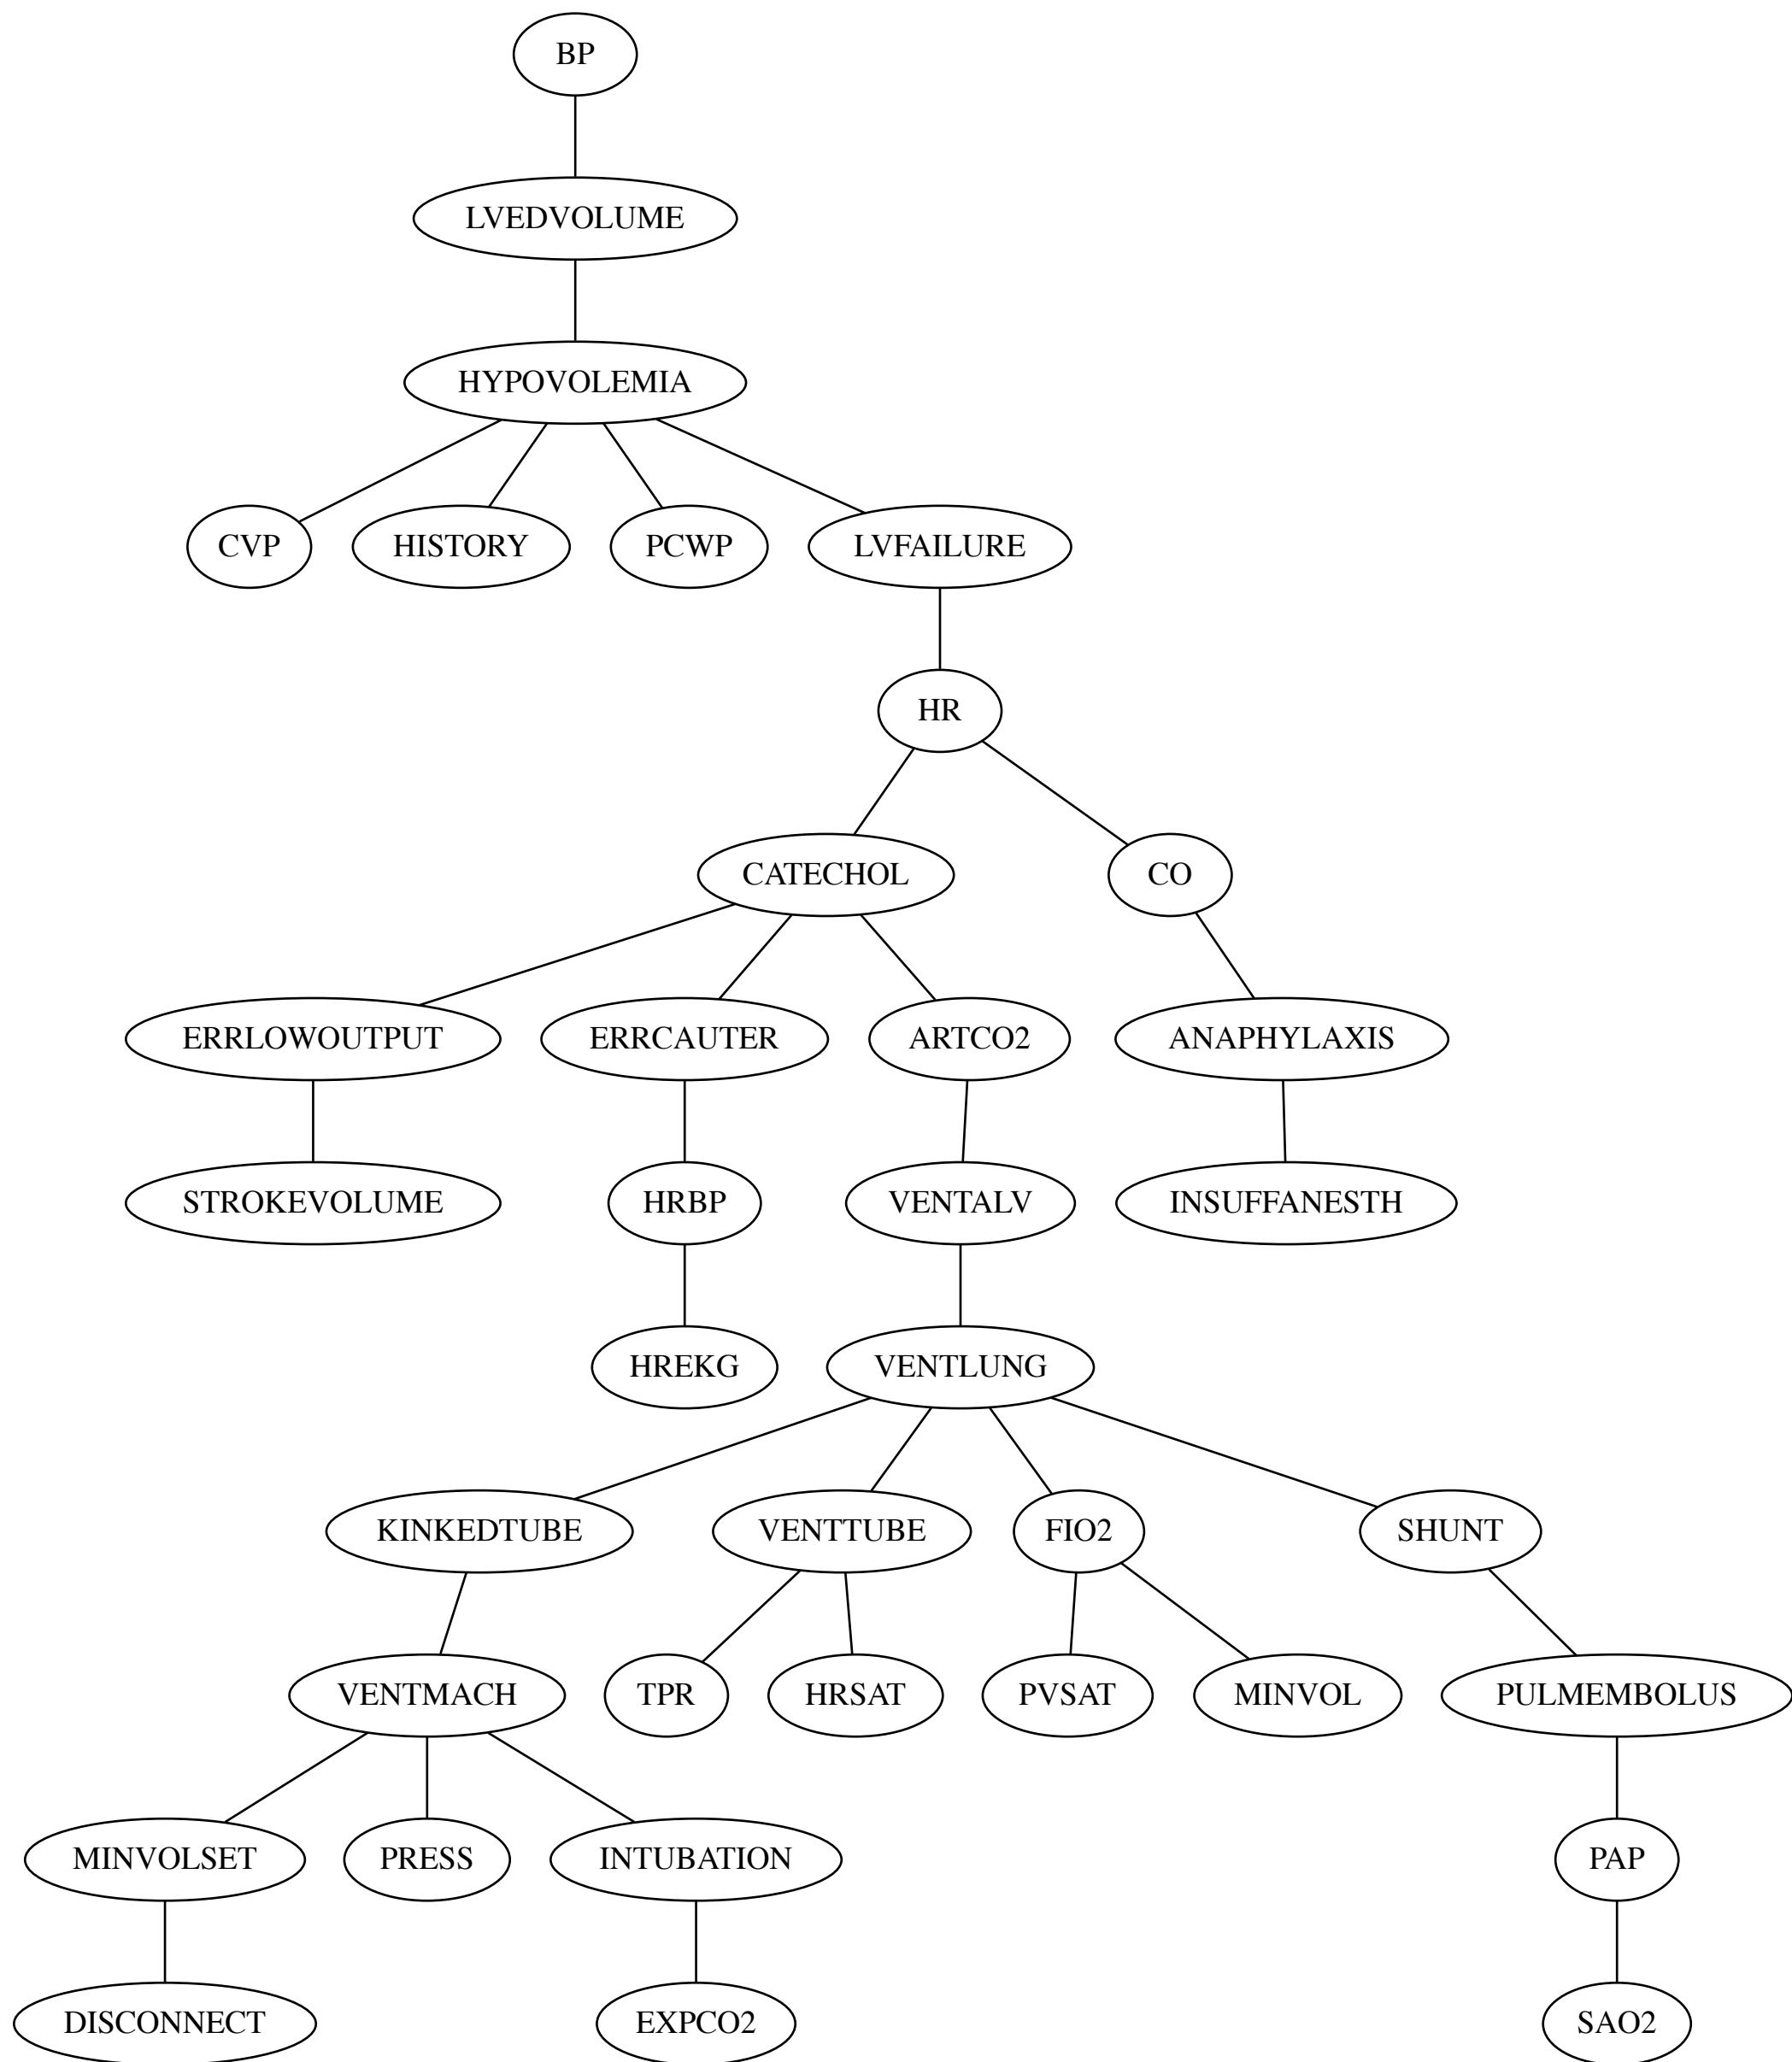 BP
LVEDVOLUME
HYPOVOLEMIA
CVP
HISTORY
PCWP
LVFAILURE
HR
CATECHOL
CO
ERRLOWOUTPUT
ERRCAUTER
ARTCO2
ANAPHYLAXIS
STROKEVOLUME
HRBP
VENTALV
INSUFFANESTH
HREKG
VENTLUNG
KINKEDTUBE
VENTTUBE
FIO2
SHUNT
VENTMACH
TPR
HRSAT
PVSAT
MINVOL
PULMEMBOLUS
MINVOLSET
PRESS
INTUBATION
PAP
DISCONNECT
EXPCO2
SAO2